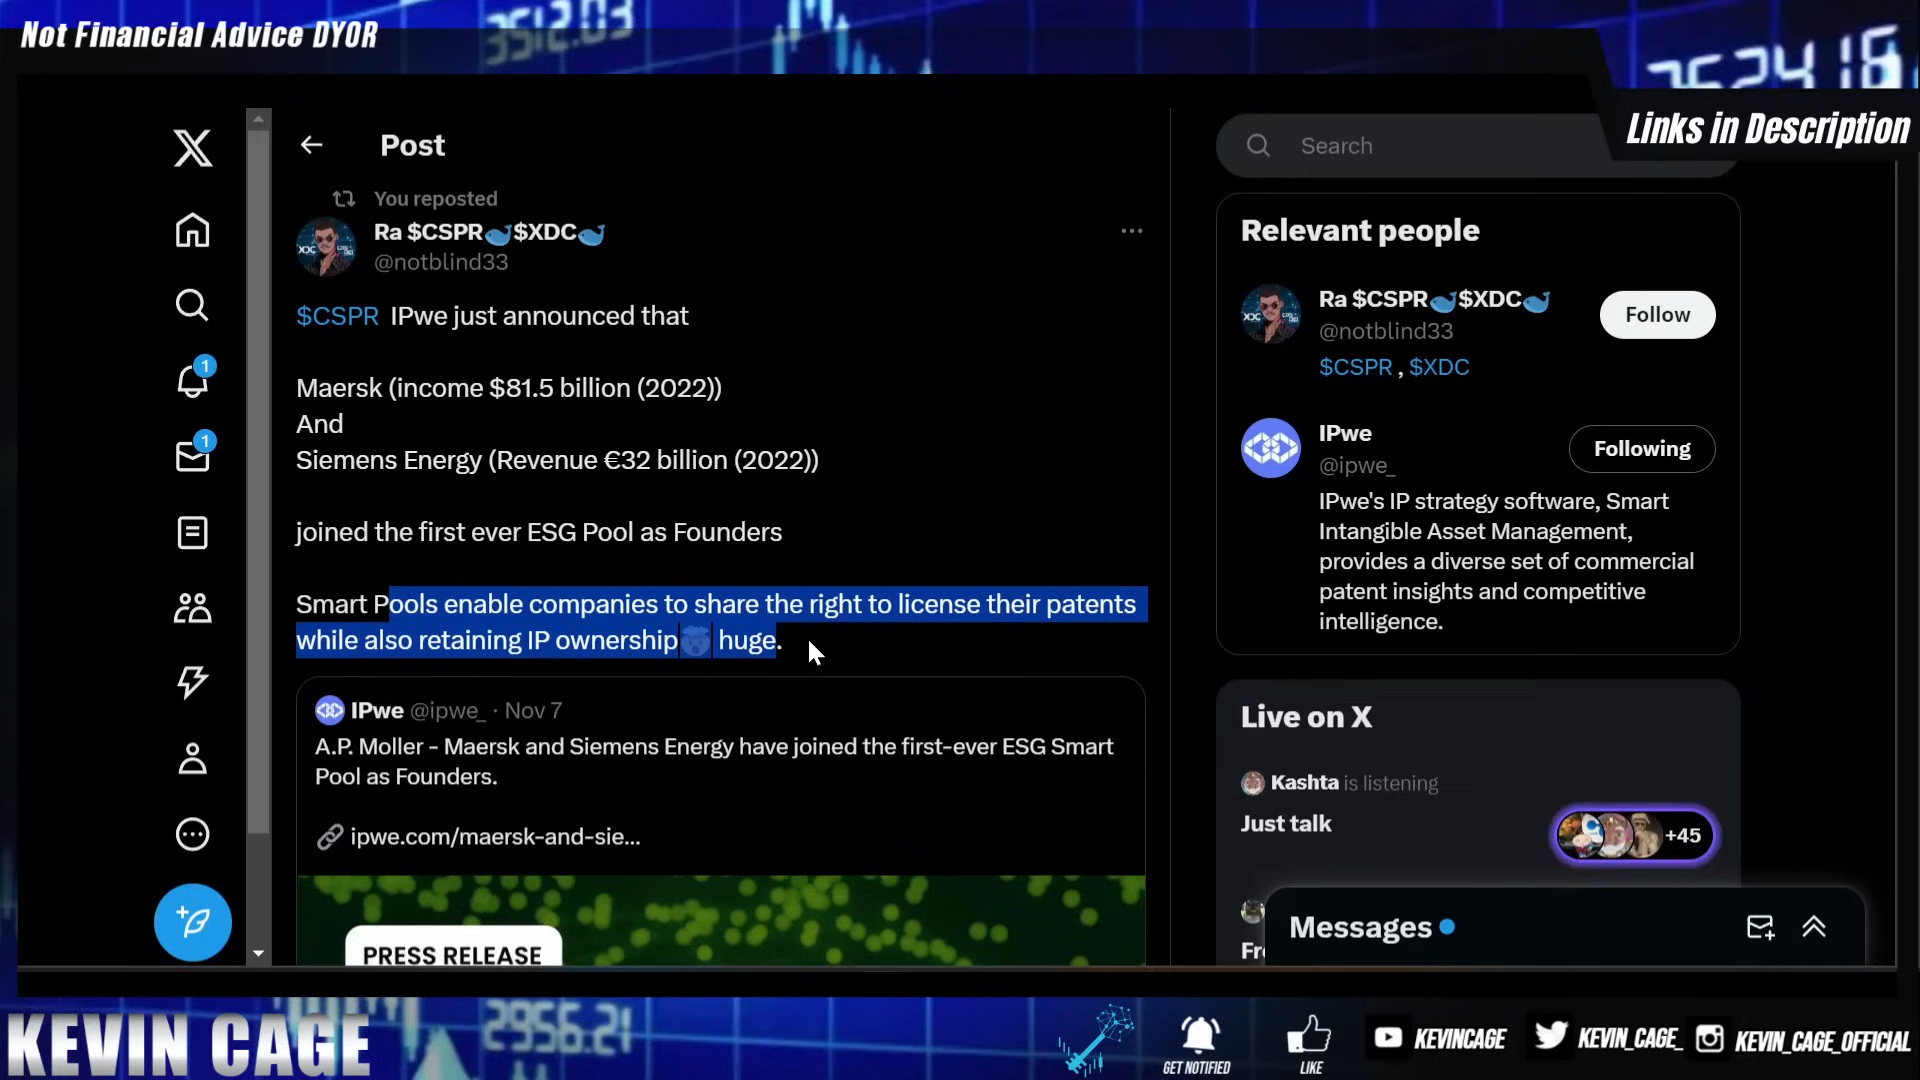 Not Financial Advice DYOR
3512.03
Links in Description
Post
Search
You reposted
Ra $CSPR🐳$XDC🐳
@notblind33
$CSPR IPwe just announced that
Maersk (income $81.5 billion (2022))
And
Siemens Energy (Revenue €32 billion (2022))
joined the first ever ESG Pool as Founders
Smart Pools enable companies to share the right to license their patents
while also retaining IP ownership🤯 huge.
IPwe @ipwe_ · Nov 7
A.P. Moller – Maersk and Siemens Energy have joined the first-ever ESG Smart
Pool as Founders.
🔗 ipwe.com/maersk-and-sie...
PRESS RELEASE
1
1
Relevant people
Ra $CSPR🐳$XDC🐳
@notblind33
Follow
$CSPR , $XDC
IPwe
@ipwe_
Following
IPwe's IP strategy software, Smart
Intangible Asset Management,
provides a diverse set of commercial
patent insights and competitive
intelligence.
Live on X
Kashta is listening
Just talk
+45
Messages
KEVIN CAGE
2956.21
GET NOTIFIED
LIKE
KEVINCAGE
KEVIN_CAGE_
KEVIN_CAGE_OFFICIAL